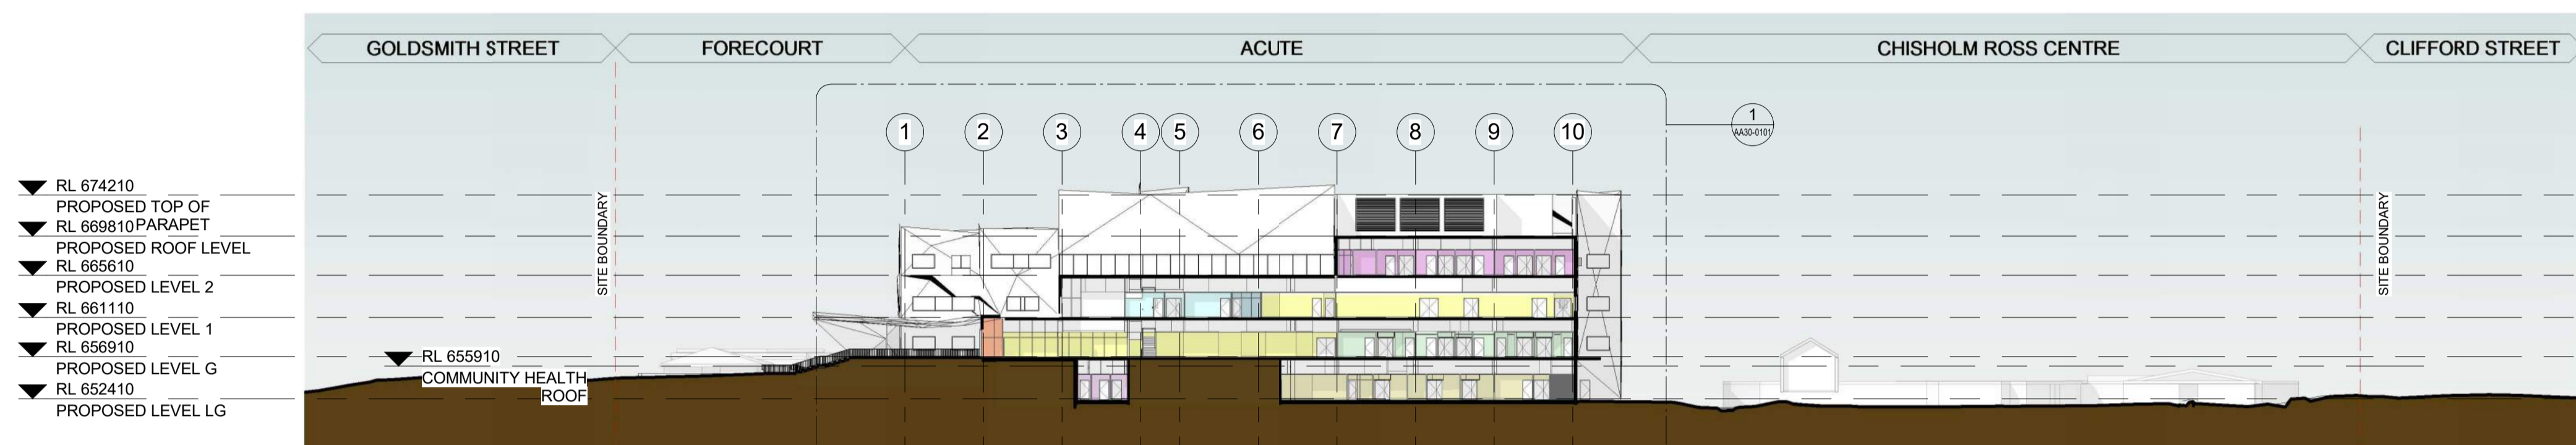 GOLDSMITH STREET
FORECOURT
ACUTE
CHISHOLM ROSS CENTRE
CLIFFORD STREET
1
2
3
4
5
6
7
8
9
10
1
AA30-0101
RL 674210
PROPOSED TOP OF
PARAPET
RL 669810
PROPOSED ROOF LEVEL
RL 665610
PROPOSED LEVEL 2
RL 661110
PROPOSED LEVEL 1
RL 656910
PROPOSED LEVEL G
RL 652410
PROPOSED LEVEL LG
RL 655910
COMMUNITY HEALTH
ROOF
SITE BOUNDARY
SITE BOUNDARY